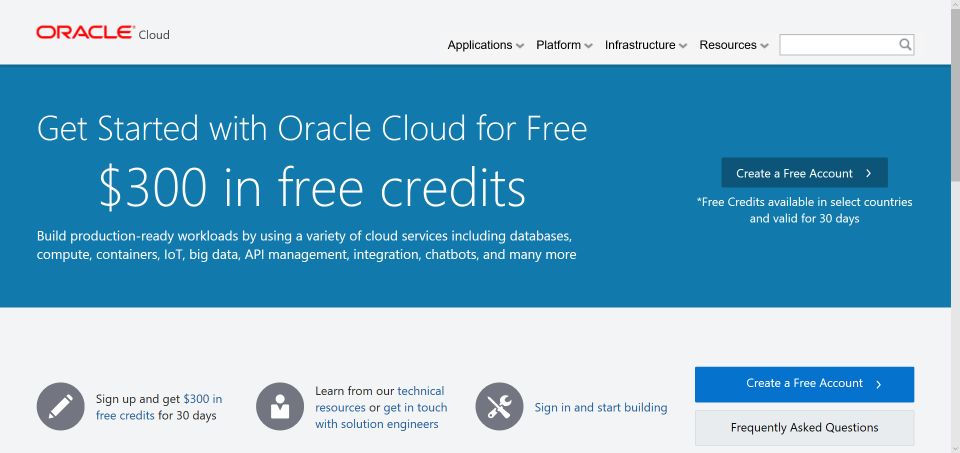 ORACLE Cloud
Applications Platform Infrastructure Resources
Get Started with Oracle Cloud for Free
$300 in free credits
Build production-ready workloads by using a variety of cloud services including databases,
compute, containers, IoT, big data, API management, integration, chatbots, and many more
Create a Free Account
*Free Credits available in select countries
and valid for 30 days
Sign up and get $300 in
free credits for 30 days
Learn from our technical
resources or get in touch
with solution engineers
Sign in and start building
Create a Free Account
Frequently Asked Questions